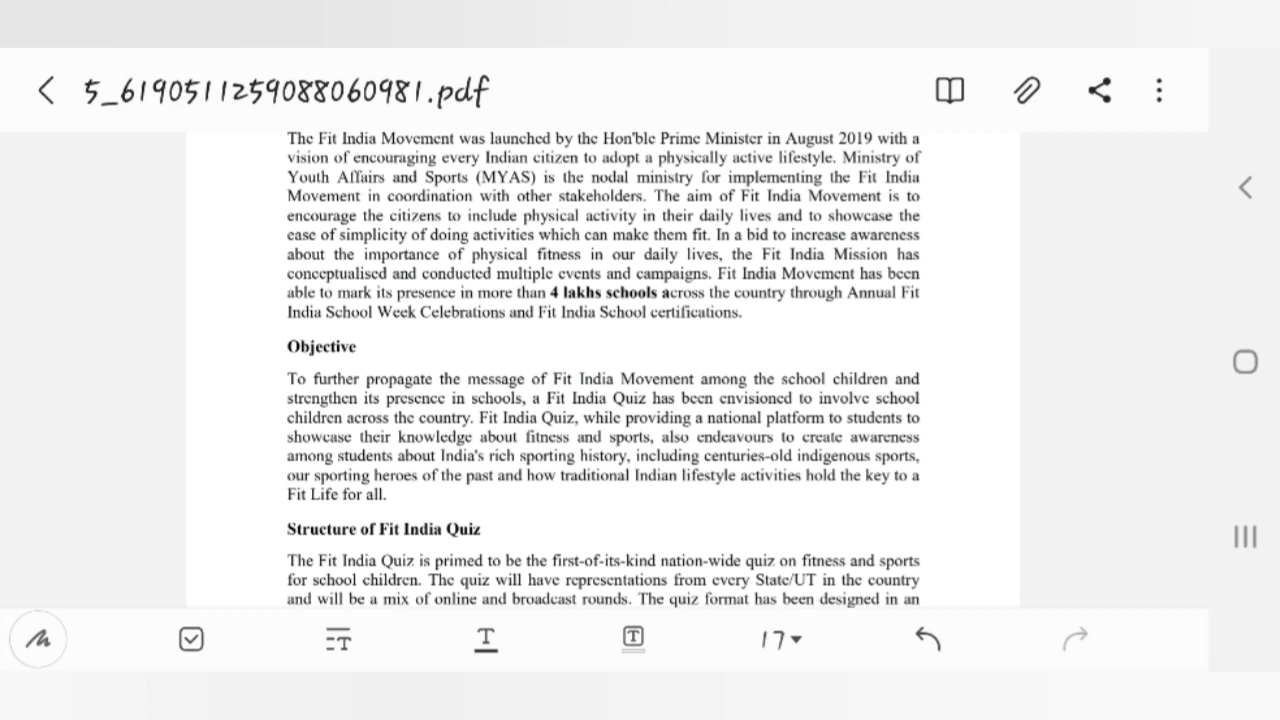 5_6190511259088060981.pdf
The Fit India Movement was launched by the Hon'ble Prime Minister in August 2019 with a
vision of encouraging every Indian citizen to adopt a physically active lifestyle. Ministry of
Youth Affairs and Sports (MYAS) is the nodal ministry for implementing the Fit India
Movement in coordination with other stakeholders. The aim of Fit India Movement is to
encourage the citizens to include physical activity in their daily lives and to showcase the
ease of simplicity of doing activities which can make them fit. In a bid to increase awareness
about the importance of physical fitness in our daily lives, the Fit India Mission has
conceptualised and conducted multiple events and campaigns. Fit India Movement has been
able to mark its presence in more than 4 lakhs schools across the country through Annual Fit
India School Week Celebrations and Fit India School certifications.
Objective
To further propagate the message of Fit India Movement among the school children and
strengthen its presence in schools, a Fit India Quiz has been envisioned to involve school
children across the country. Fit India Quiz, while providing a national platform to students to
showcase their knowledge about fitness and sports, also endeavours to create awareness
among students about India's rich sporting history, including centuries-old indigenous sports,
our sporting heroes of the past and how traditional Indian lifestyle activities hold the key to a
Fit Life for all.
Structure of Fit India Quiz
The Fit India Quiz is primed to be the first-of-its-kind nation-wide quiz on fitness and sports
for school children. The quiz will have representations from every State/UT in the country
and will be a mix of online and broadcast rounds. The quiz format has been designed in an
17